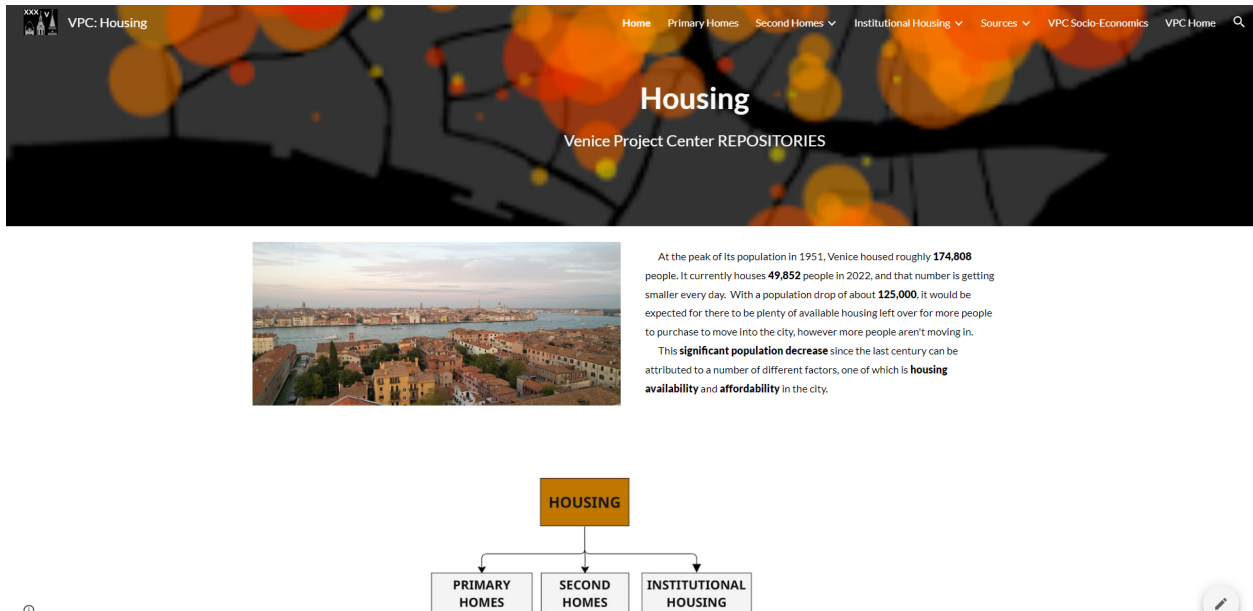 XXX V
VPC: Housing
Home Primary Homes Second Homes Institutional Housing Sources VPC Socio-Economics VPC Home
Housing
Venice Project Center REPOSITORIES
At the peak of its population in 1951, Venice housed roughly 174,808
people. It currently houses 49,852 people in 2022, and that number is getting
smaller every day. With a population drop of about 125,000, it would be
expected for there to be plenty of available housing left over for more people
to purchase to move into the city, however more people aren't moving in.
This significant population decrease since the last century can be
attributed to a number of different factors, one of which is housing
availability and affordability in the city.
HOUSING
PRIMARY
HOMES
SECOND
HOMES
INSTITUTIONAL
HOUSING